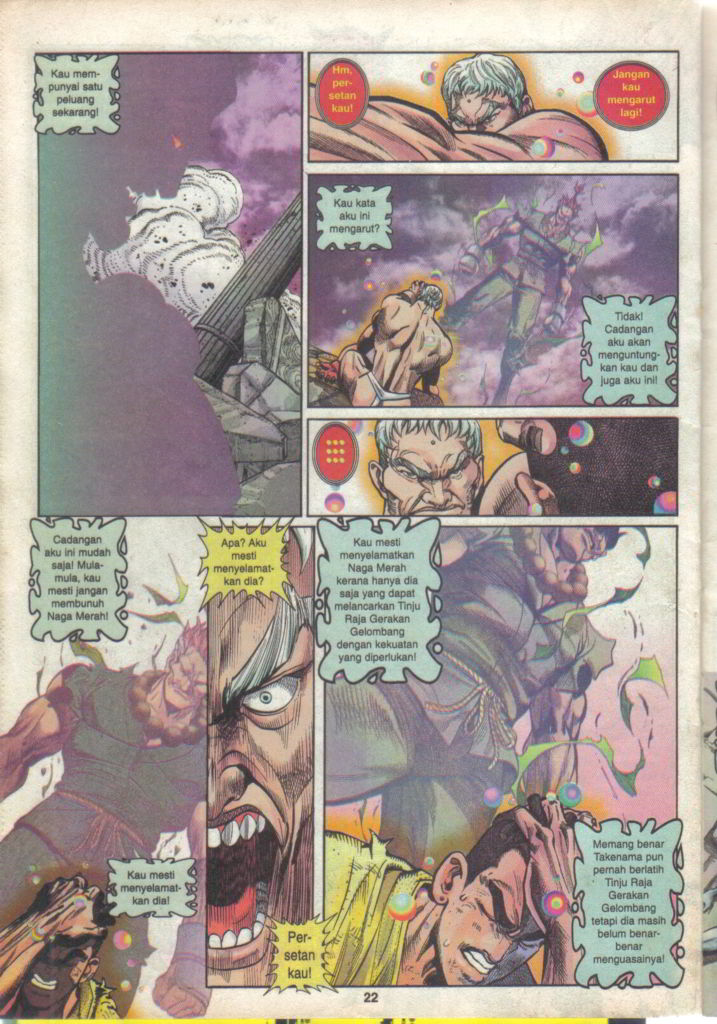 Kau mem-
punyai satu
peluang
sekarang!
Hm,
per-
setan
kau!
Jangan
kau
mengarut
lagi!
Kau kata
aku ini
mengarut?
Tidak!
Cadangan
aku akan
menguntung-
kan kau dan
juga aku ini!
Cadangan
aku ini mudah
saja! Mula-
mula, kau
mesti jangan
membunuh
Naga Merah!
Kau mesti
menyelamat-
kan dia!
Apa? Aku
mesti
menyelamat-
kan dia?
Per-
setan
kau!
Kau mesti
menyelamatkan
Naga Merah
kerana hanya dia
saja yang dapat
melancarkan Tinju
Raja Gerakan
Gelombang
dengan kekuatan
yang diperlukan!
Memang benar
Takenama pun
pernah berlatih
Tinju Raja
Gerakan
Gelombang
tetapi dia masih
belum benar-
benar
menguasainya!
22